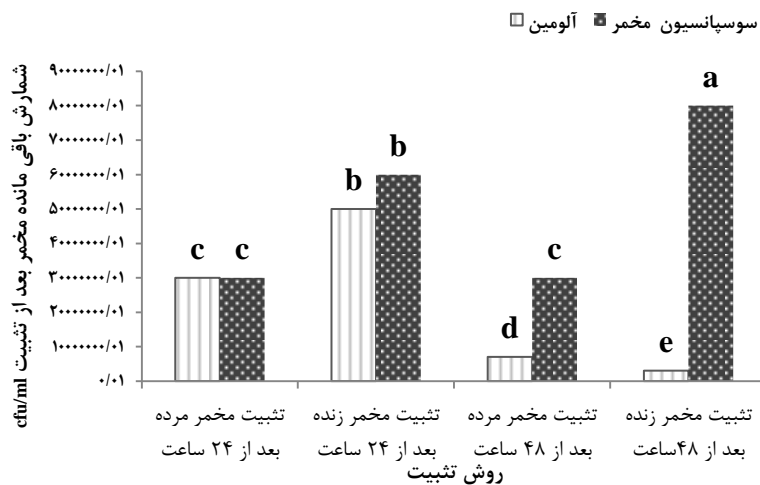 آلومین سوسپانسیون مخمر
شمارش باقی مانده مخمر بعد از تثبیت cfu/ml
۹۰۰۰۰۰۰۰/۰۱
۸۰۰۰۰۰۰۰/۰۱
۷۰۰۰۰۰۰۰/۰۱
۶۰۰۰۰۰۰۰/۰۱
۵۰۰۰۰۰۰۰/۰۱
۴۰۰۰۰۰۰۰/۰۱
۳۰۰۰۰۰۰۰/۰۱
۲۰۰۰۰۰۰۰/۰۱
۱۰۰۰۰۰۰۰/۰۱
۰/۰۱
c
c
b
b
d
c
e
a
تثبیت مخمر مرده
بعد از ۲۴ ساعت
تثبیت مخمر زنده
بعد از ۲۴ ساعت
تثبیت مخمر مرده
بعد از ۴۸ ساعت
تثبیت مخمر زنده
بعد از ۴۸ساعت
روش تثبیت